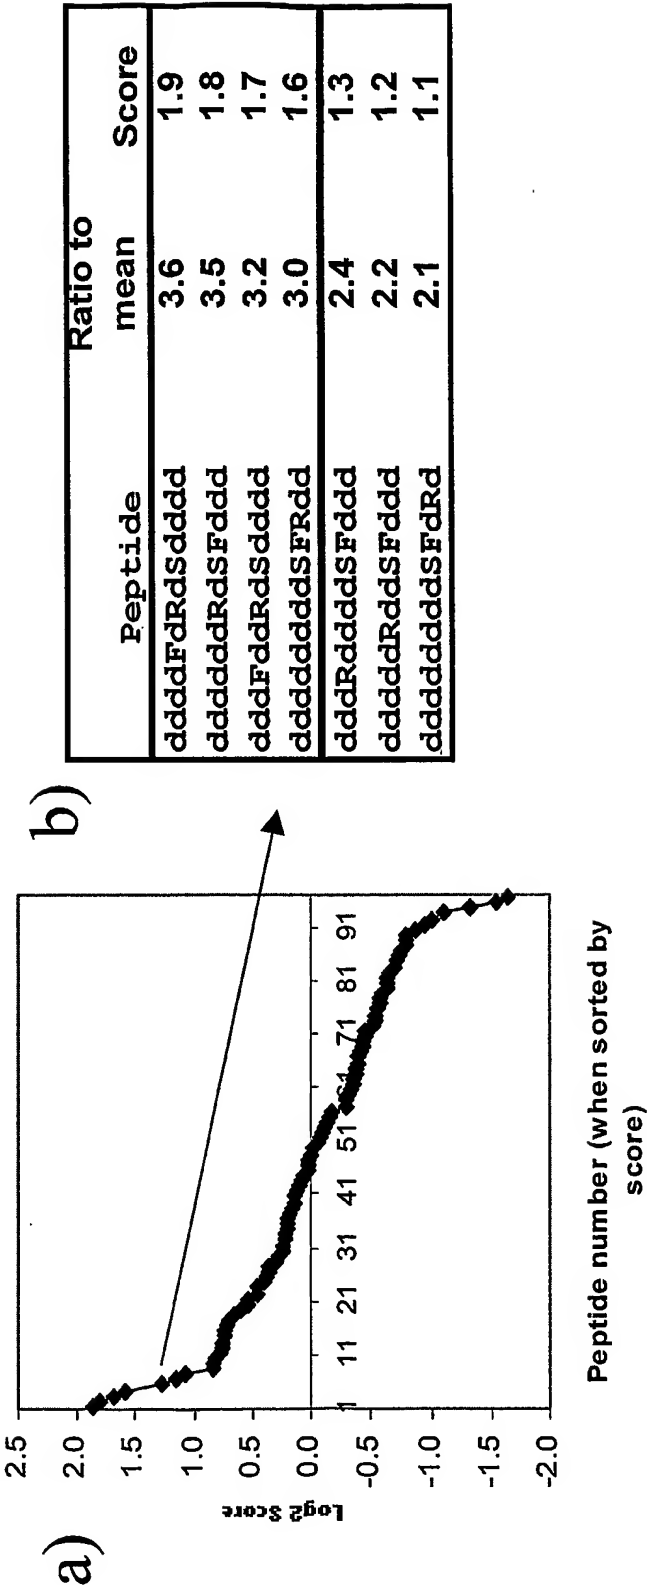 a)
2.5
2.0
1.5
1.0
0.5
0.0
-0.5
-1.0
-1.5
-2.0
Log2 Score
1 11 21 31 41 51 61 71 81 91
Peptide number (when sorted by
score)
b)
Ratio to
Peptide mean Score
ddddFdRdSdddd 3.6 1.9
ddddddRdSFddd 3.5 1.8
dddFddRdSdddd 3.2 1.7
ddddddddSFRdd 3.0 1.6
dddRddddSFddd 2.4 1.3
dddddRddSFddd 2.2 1.2
ddddddddSFdRd 2.1 1.1